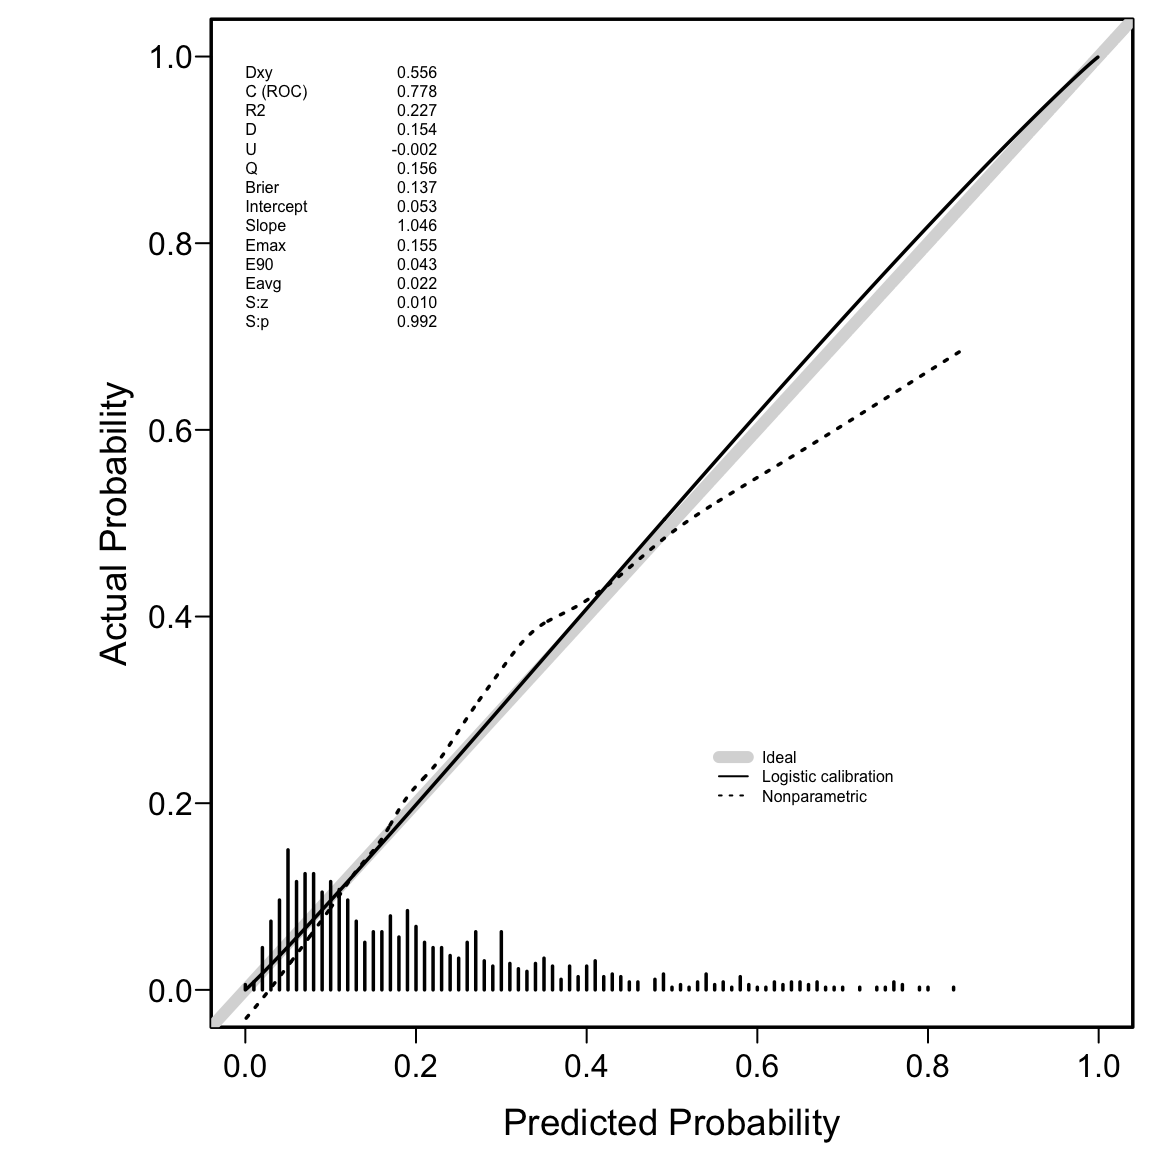 1.0
0.8
0.6
0.4
0.2
0.0
Actual Probability
Dxy 0.556
C (ROC) 0.778
R2 0.227
D 0.154
U -0.002
Q 0.156
Brier 0.137
Intercept 0.053
Slope 1.046
Emax 0.155
E90 0.043
Eavg 0.022
S:z 0.010
S:p 0.992
Ideal
Logistic calibration
Nonparametric
0.0 0.2 0.4 0.6 0.8 1.0
Predicted Probability